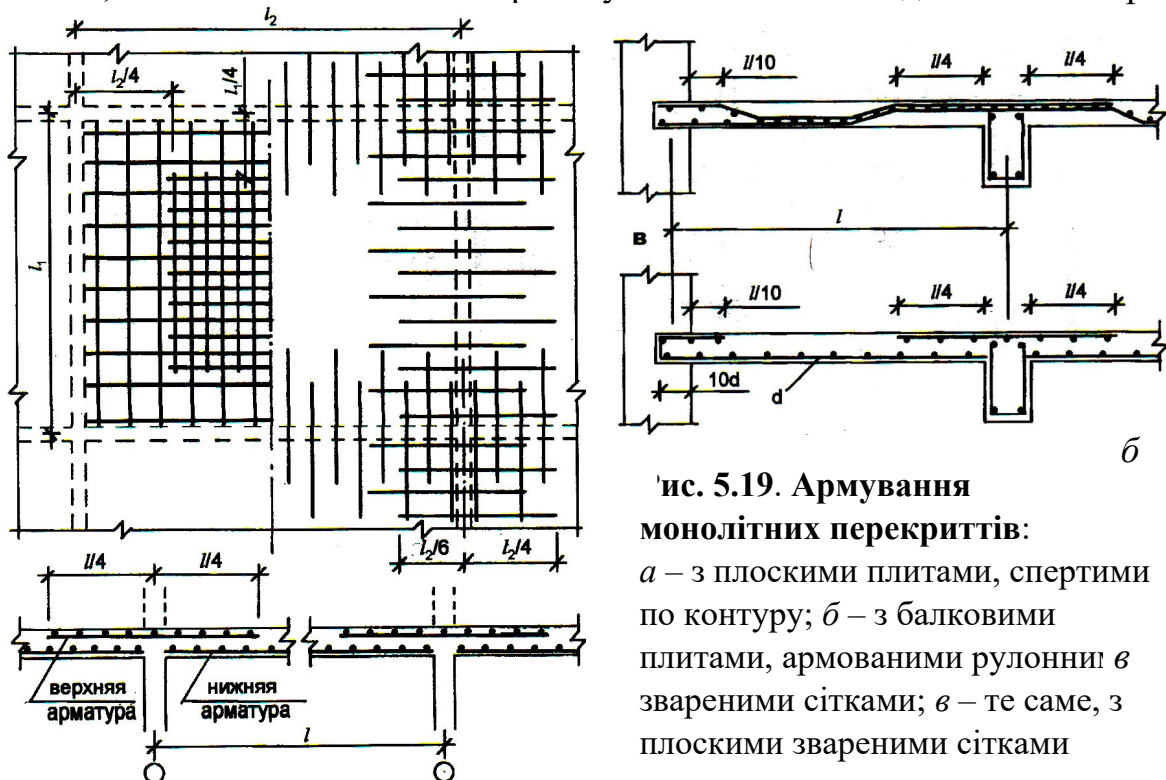 l₂
l₂/4
l₁/4
l₁
l₂/6
l₂/4
l/4
l/4
верхняя
арматура
нижняя
арматура
l
l/10
l/4
l/4
l
в
l/10
l/4
l/4
10d
d
б
ис. 5.19. Армування
монолітних перекриттів:
а – з плоскими плитами, спертими
по контуру; б – з балковими
плитами, армованими в
звареними сітками; в – те саме, з
плоскими звареними сітками